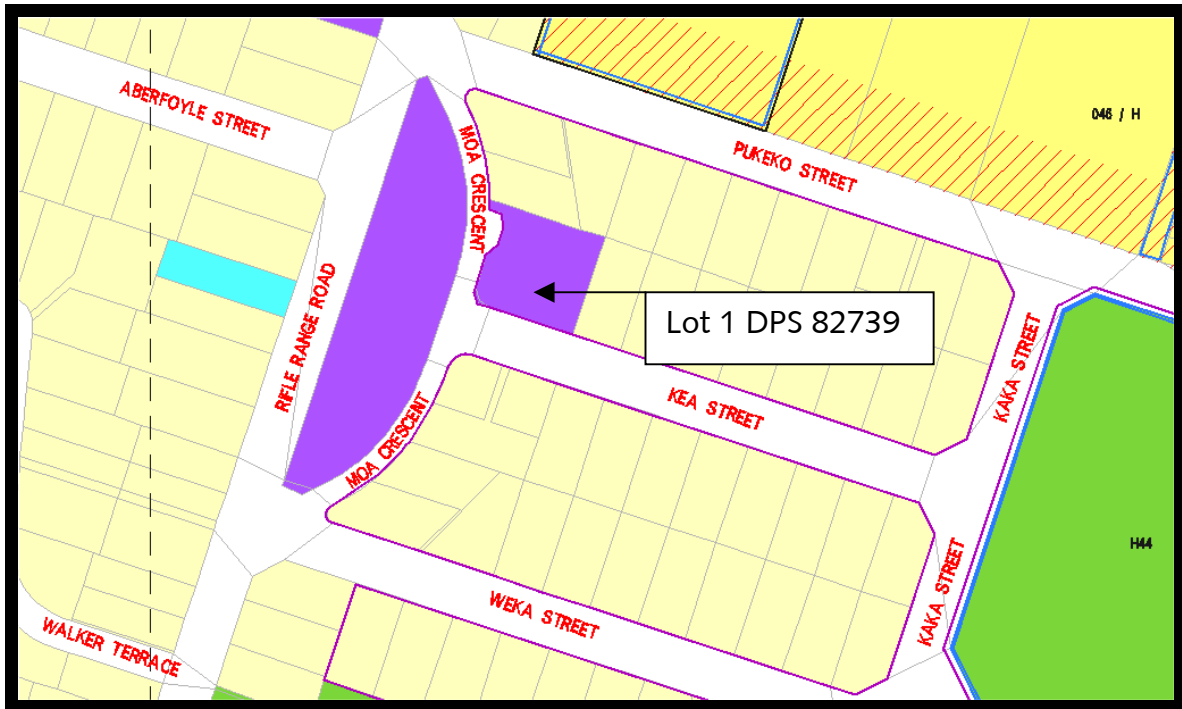 ABERFOYLE STREET
046 / H
PUKEKO STREET
MOA CRESCENT
RIFLE RANGE ROAD
Lot 1 DPS 82739
KAKA STREET
KEA STREET
MOA CRESCENT
H44
KAKA STREET
WEKA STREET
WALKER TERRACE